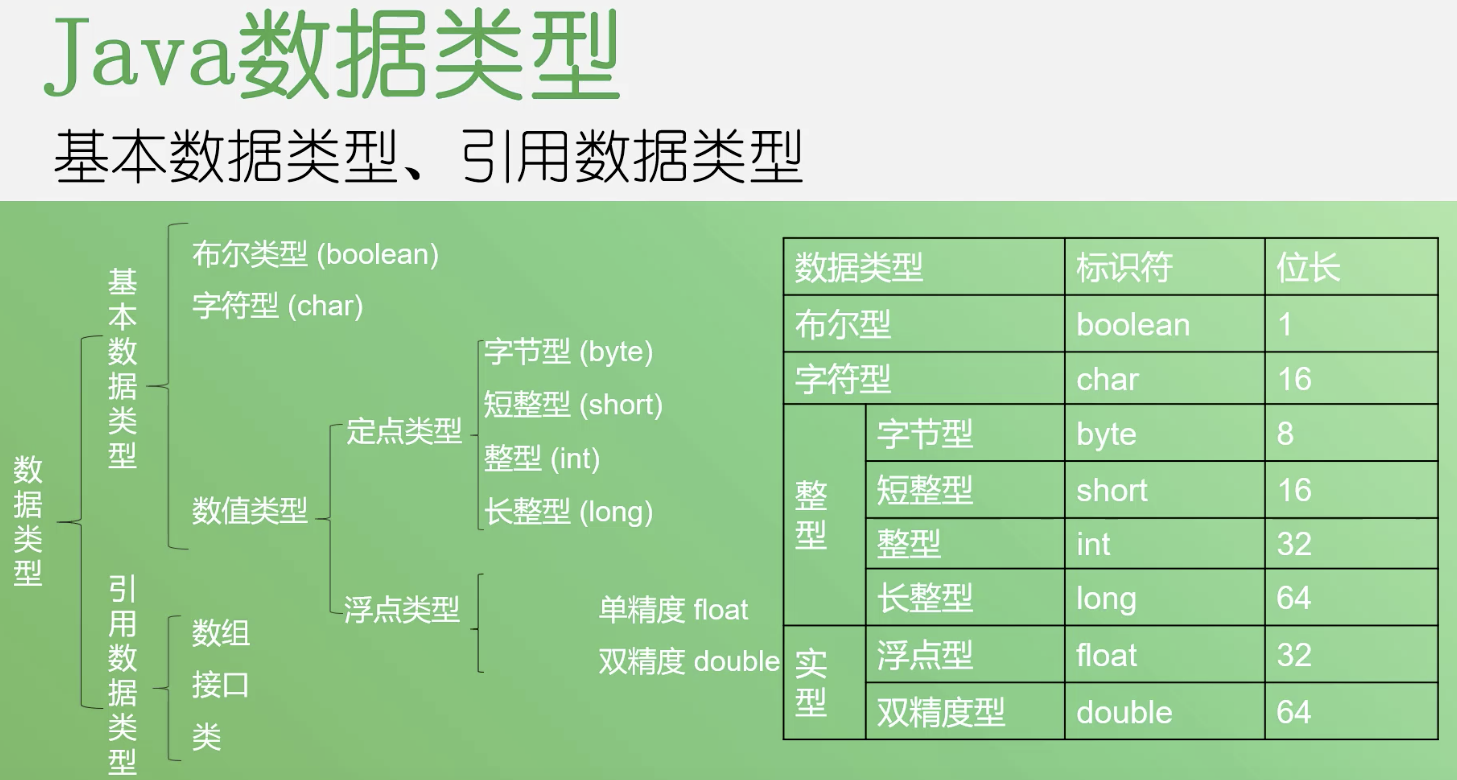 Java数据类型
基本数据类型、引用数据类型
数据类型
基本数据类型
布尔类型 (boolean)
字符型 (char)
数值类型
定点类型
字节型 (byte)
短整型 (short)
整型 (int)
长整型 (long)
浮点类型
单精度 float
双精度 double
引用数据类型
数组
接口
类
数据类型 标识符 位长
布尔型 boolean 1
字符型 char 16
整型
字节型 byte 8
短整型 short 16
整型 int 32
长整型 long 64
实型
浮点型 float 32
双精度型 double 64